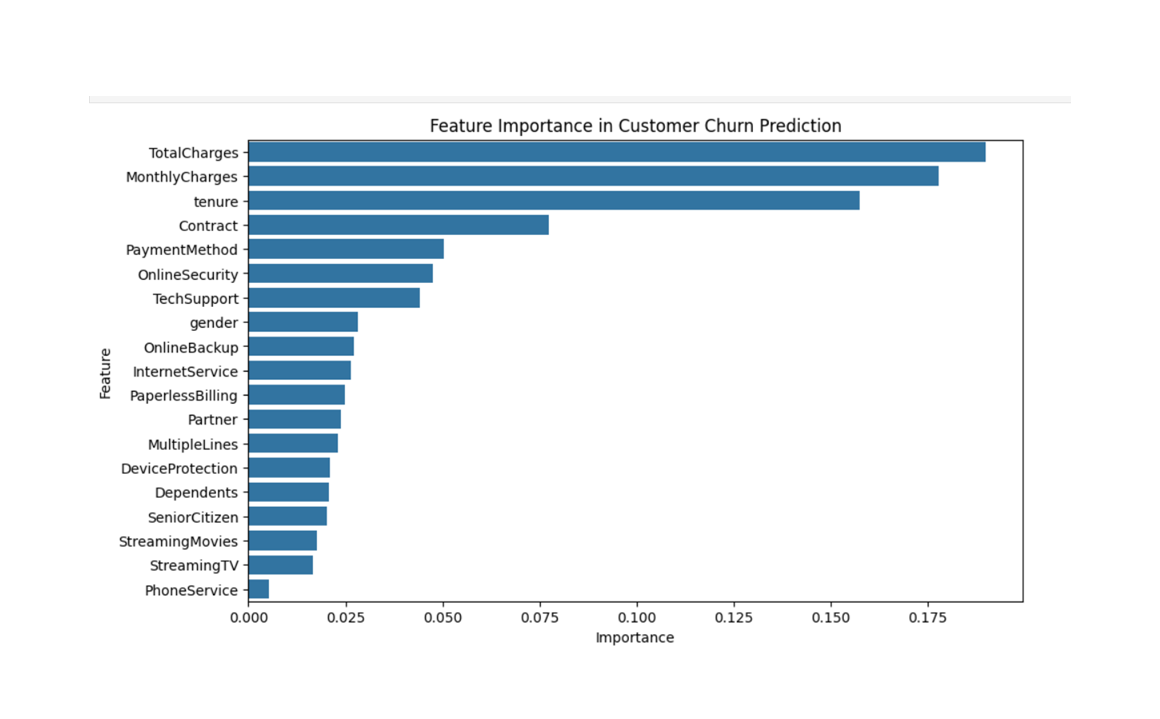 Feature Importance in Customer Churn Prediction
TotalCharges
MonthlyCharges
tenure
Contract
PaymentMethod
OnlineSecurity
TechSupport
gender
OnlineBackup
InternetService
PaperlessBilling
Partner
MultipleLines
DeviceProtection
Dependents
SeniorCitizen
StreamingMovies
StreamingTV
PhoneService
Feature
0.000 0.025 0.050 0.075 0.100 0.125 0.150 0.175
Importance